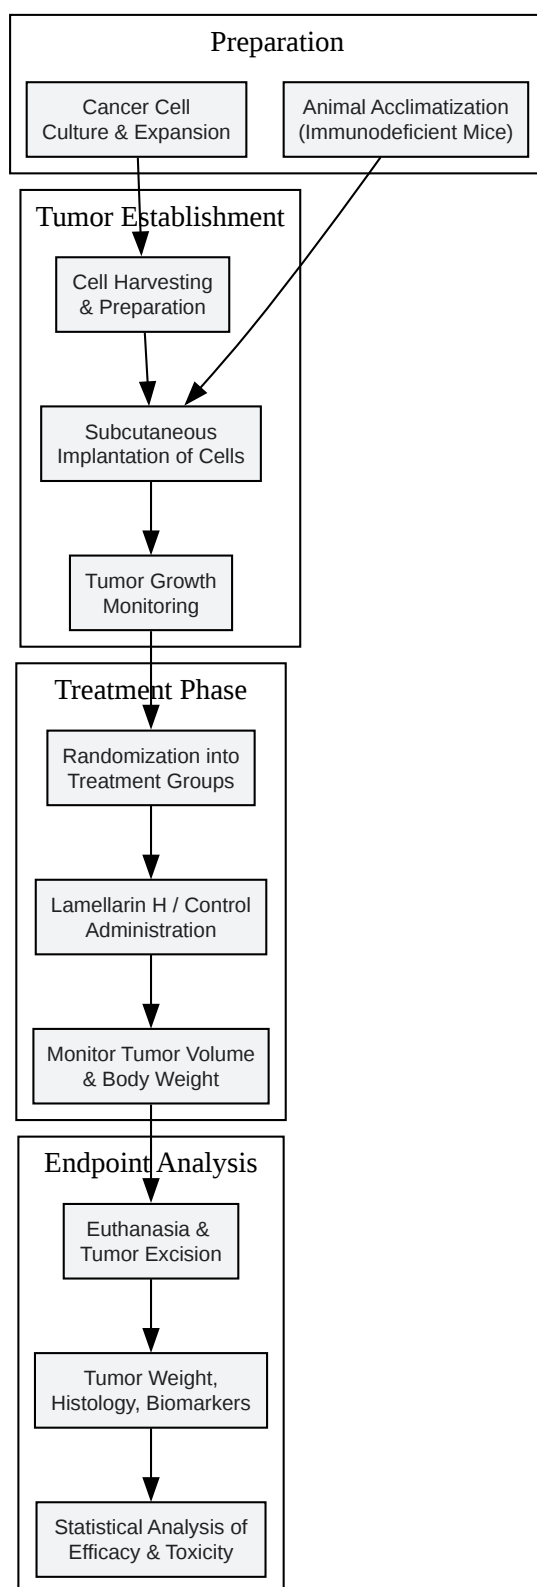 Preparation
Cancer Cell
Culture & Expansion
Animal Acclimatization
(Immunodeficient Mice)
Tumor Establishment
Cell Harvesting
& Preparation
Subcutaneous
Implantation of Cells
Tumor Growth
Monitoring
Treatment Phase
Randomization into
Treatment Groups
Lamellarin H / Control
Administration
Monitor Tumor Volume
& Body Weight
Endpoint Analysis
Euthanasia &
Tumor Excision
Tumor Weight,
Histology, Biomarkers
Statistical Analysis of
Efficacy & Toxicity